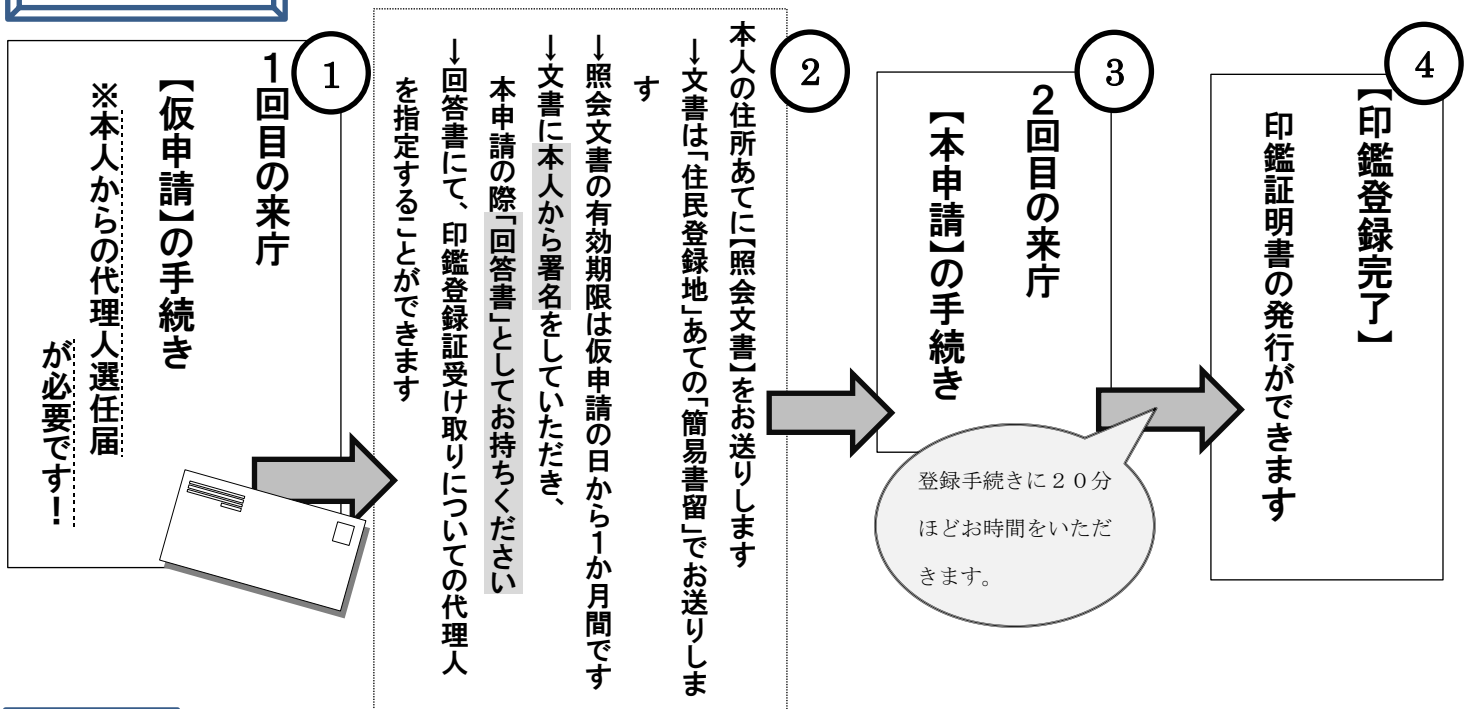 ①
１回目の来庁
【仮申請】の手続き
※本人からの代理人選任届
が必要です！
②
本人の住所あてに【照会文書】をお送りします
→文書は「住民登録地」あての「簡易書留」でお送りしま
す
→照会文書の有効期限は仮申請の日から1か月間です
→文書に本人から署名をしていただき、
本申請の際「回答書」としてお持ちください
→回答書にて、印鑑登録証受け取りについての代理人
を指定することができます
③
２回目の来庁
【本申請】の手続き
登録手続きに２０分
ほどお時間をいただ
きます。
④
【印鑑登録完了】
印鑑証明書の発行ができます